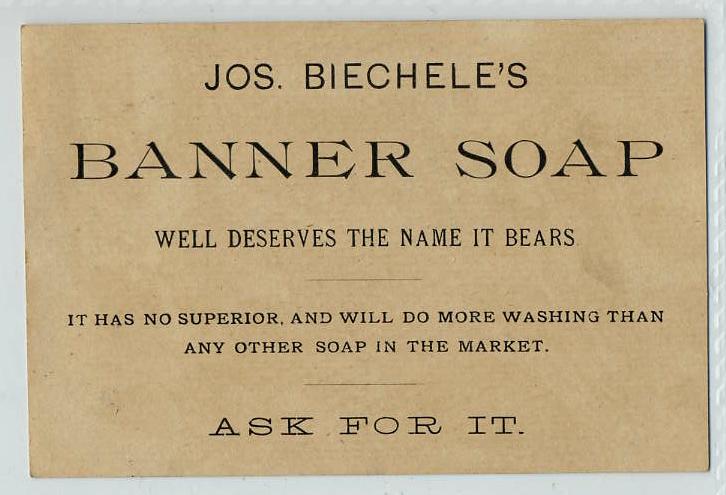 JOS. BIECHELE'S
BANNER SOAP
WELL DESERVES THE NAME IT BEARS
IT HAS NO SUPERIOR, AND WILL DO MORE WASHING THAN
ANY OTHER SOAP IN THE MARKET.
ASK FOR IT.